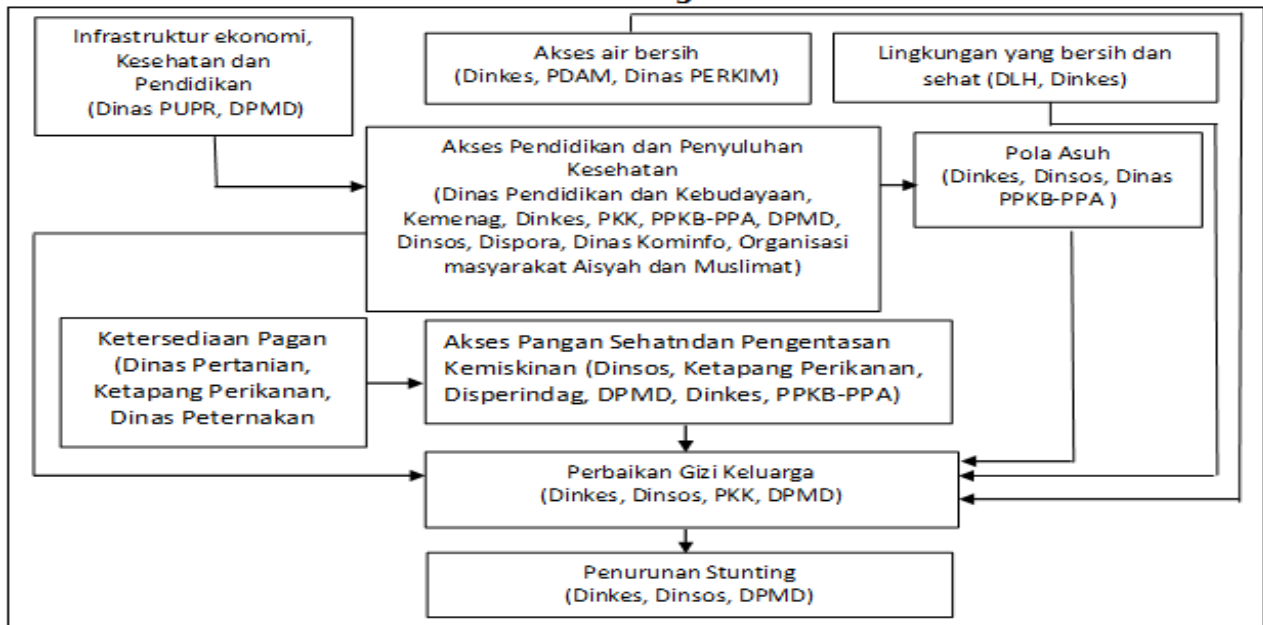 Infrastruktur ekonomi,
Kesehatan dan
Pendidikan
(Dinas PUPR, DPMD)
Akses air bersih
(Dinkes, PDAM, Dinas PERKIM)
Lingkungan yang bersih dan
sehat (DLH, Dinkes)
Akses Pendidikan dan Penyuluhan
Kesehatan
(Dinas Pendidikan dan Kebudayaan,
Kemenag, Dinkes, PKK, PPKB-PPA, DPMD,
Dinsos, Dispora, Dinas Kominfo, Organisasi
masyarakat Aisyah dan Muslimat)
Pola Asuh
(Dinkes, Dinsos, Dinas
PPKB-PPA )
Ketersediaan Pagan
(Dinas Pertanian,
Ketapang Perikanan,
Dinas Peternakan
Akses Pangan Sehatndan Pengentasan
Kemiskinan (Dinsos, Ketapang Perikanan,
Disperindag, DPMD, Dinkes, PPKB-PPA)
Perbaikan Gizi Keluarga
(Dinkes, Dinsos, PKK, DPMD)
Penurunan Stunting
(Dinkes, Dinsos, DPMD)